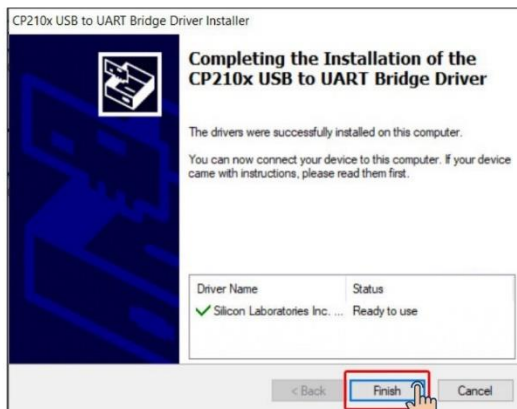 CP210x USB to UART Bridge Driver Installer
Completing the Installation of the
CP210x USB to UART Bridge Driver
The drivers were successfully installed on this computer.
You can now connect your device to this computer. If your device
came with instructions, please read them first.
Driver Name Status
Silicon Laboratories Inc. ... Ready to use
< Back Finish Cancel